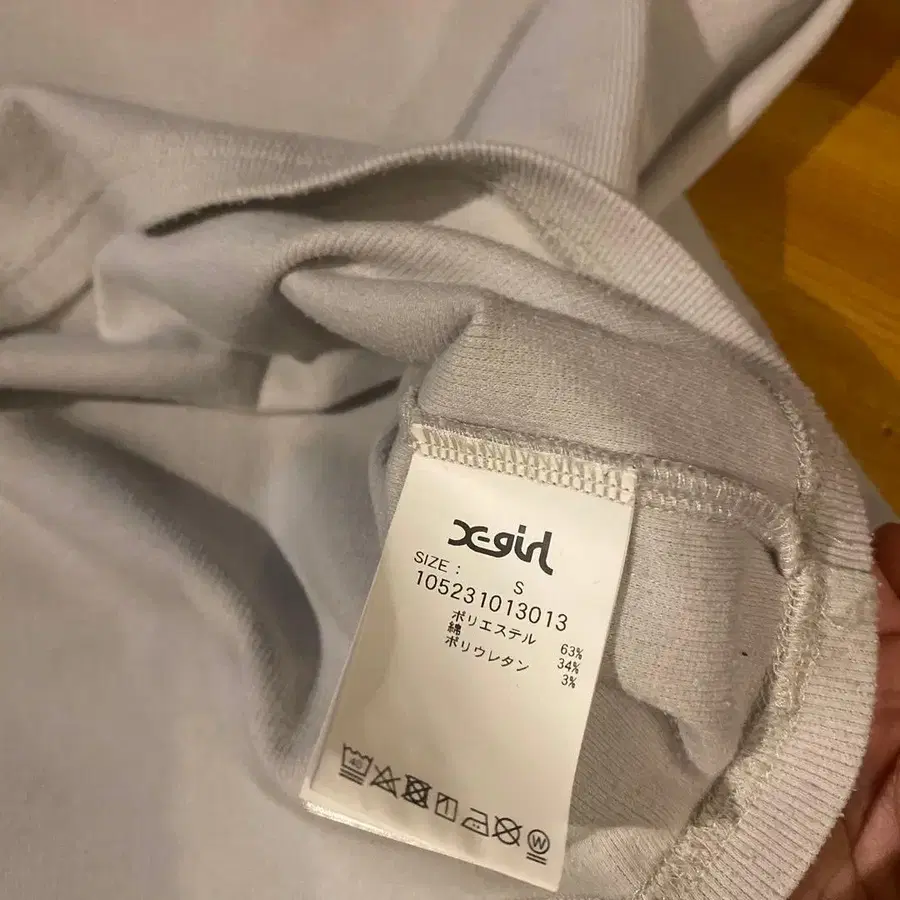 X-girl
SIZE : S
105231013013
ポリエステル 63%
綿 34%
ポリウレタン 3%
40
W